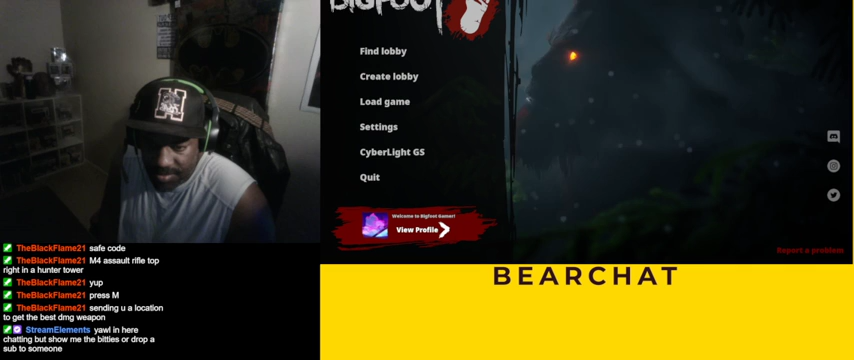 BIGFOOT
Find lobby
Create lobby
Load game
Settings
CyberLight GS
Quit
Welcome to Bigfoot Gamer!
View Profile
Report a problem
BEARCHAT
TheBlackFlame21 safe code
TheBlackFlame21 M4 assault rifle top
right in a hunter tower
TheBlackFlame21 yup
TheBlackFlame21 press M
TheBlackFlame21 sending u a location
to get the best dmg weapon
StreamElements yawl in here
chatting but show me the bitties or drop a
sub to someone